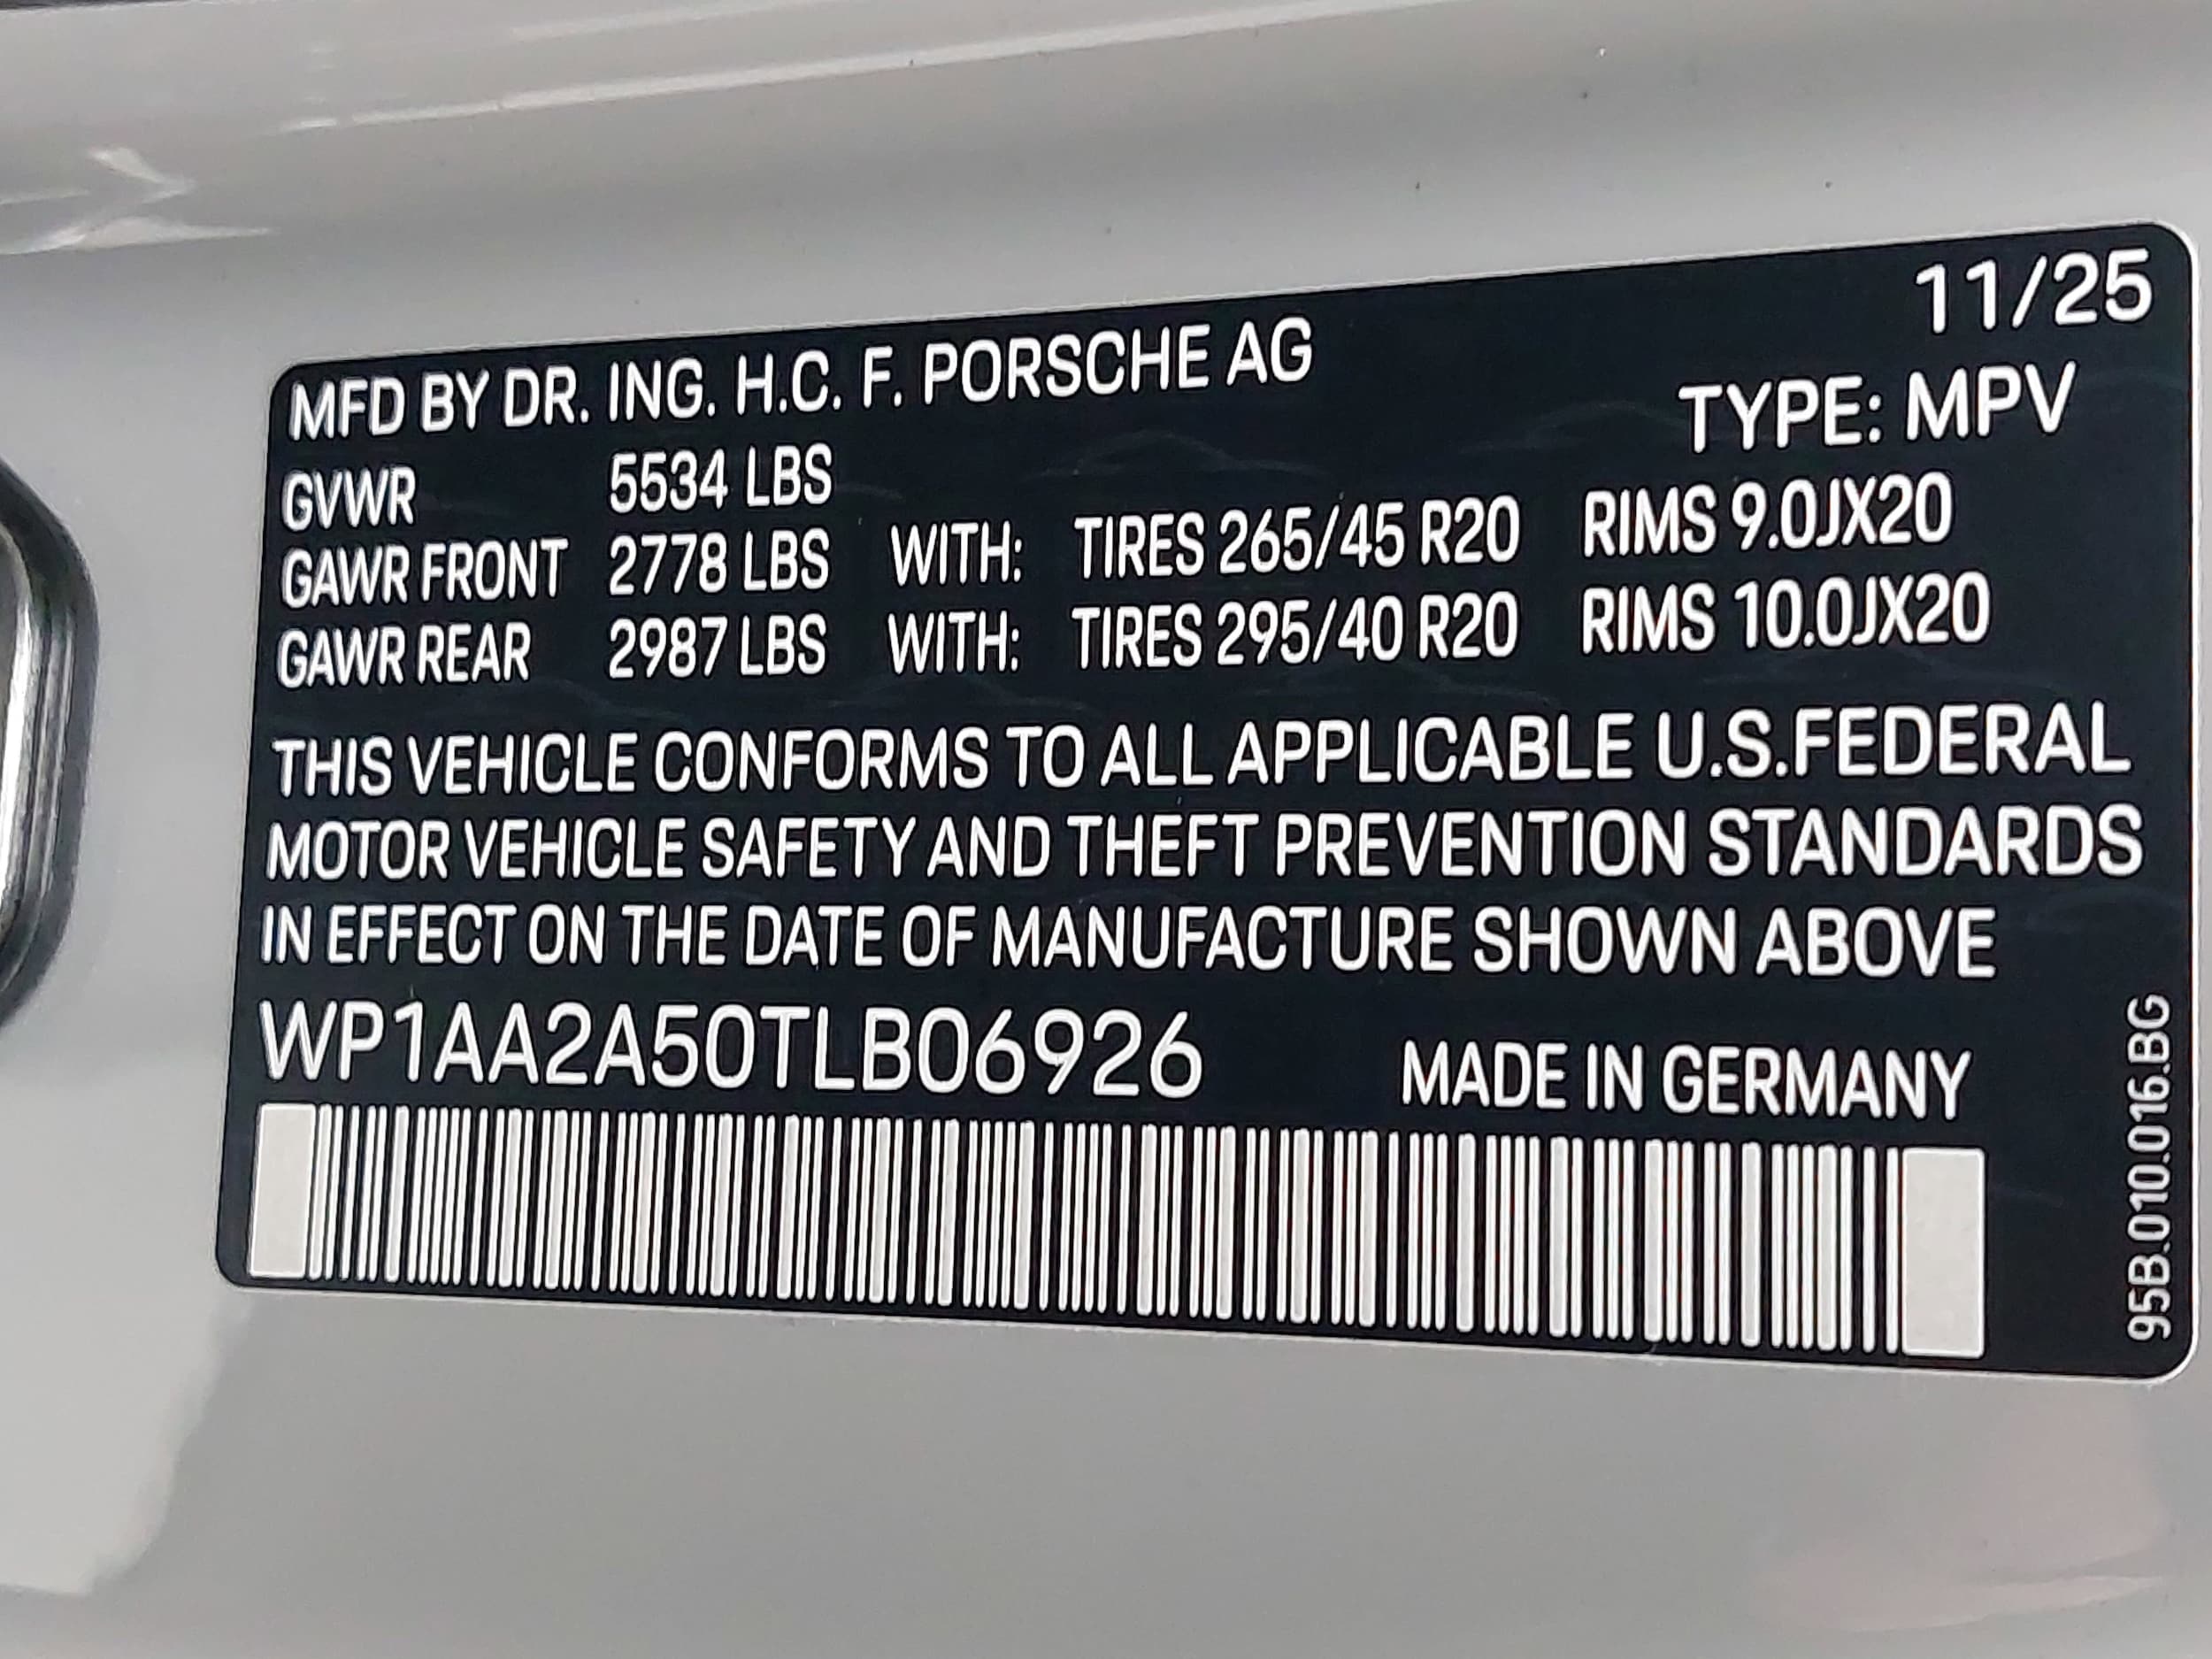 11/25
MFD BY DR. ING. H.C. F. PORSCHE AG
TYPE: MPV
GVWR 5534 LBS
GAWR FRONT 2778 LBS WITH: TIRES 265/45 R20 RIMS 9.0JX20
GAWR REAR 2987 LBS WITH: TIRES 295/40 R20 RIMS 10.0JX20
THIS VEHICLE CONFORMS TO ALL APPLICABLE U.S.FEDERAL
MOTOR VEHICLE SAFETY AND THEFT PREVENTION STANDARDS
IN EFFECT ON THE DATE OF MANUFACTURE SHOWN ABOVE
WP1AA2A50TLB06926
MADE IN GERMANY
95B.010.016.BG